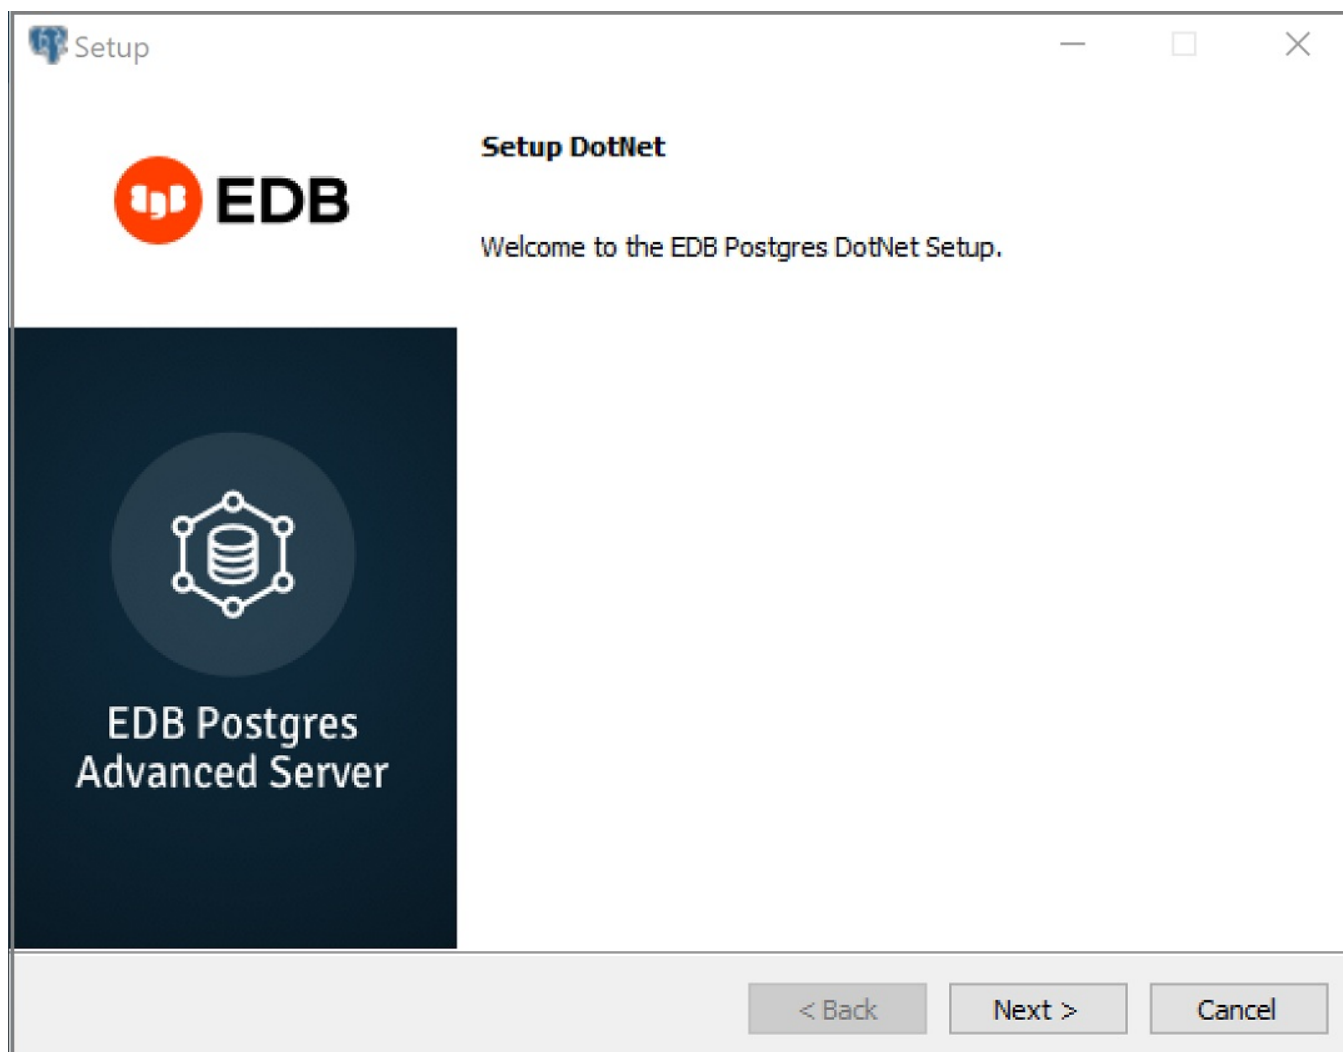 Setup
EDB
Setup DotNet
Welcome to the EDB Postgres DotNet Setup.
EDB Postgres
Advanced Server
< Back
Next >
Cancel